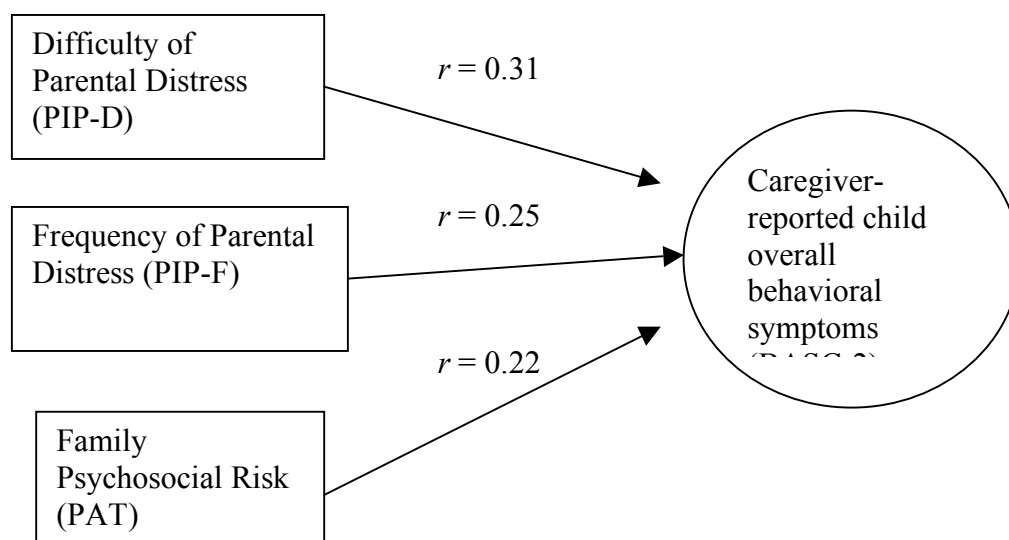 Difficulty of
Parental Distress
(PIP-D)
r = 0.31
Frequency of Parental
Distress (PIP-F)
r = 0.25
Family
Psychosocial Risk
(PAT)
r = 0.22
Caregiver-
reported child
overall
behavioral
symptoms